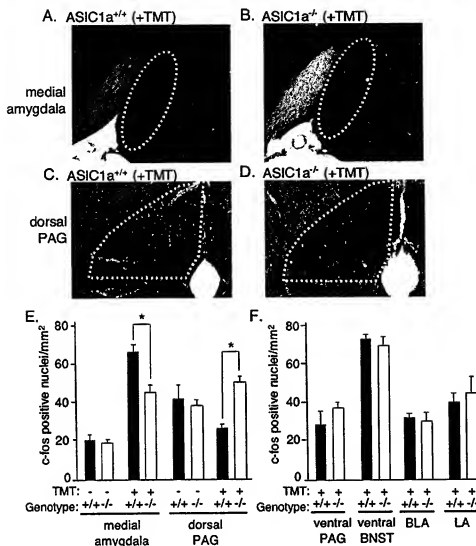 A. ASIC1a+/+ (+TMT)
B. ASIC1a-/- (+TMT)
medial
amygdala
C. ASIC1a+/+ (+TMT)
D. ASIC1a-/- (+TMT)
dorsal
PAG
E.
c-fos positive nuclei/mm2
80
60
40
20
0
*
*
TMT: - - + + - - + +
Genotype: +/+ -/- +/+ -/- +/+ -/- +/+ -/-
medial
amygdala
dorsal
PAG
F.
c-fos positive nuclei/mm2
80
60
40
20
0
TMT: + + + + + + + +
Genotype: +/+ -/- +/+ -/- +/+ -/- +/+ -/-
ventral
PAG
ventral
BNST
BLA
LA